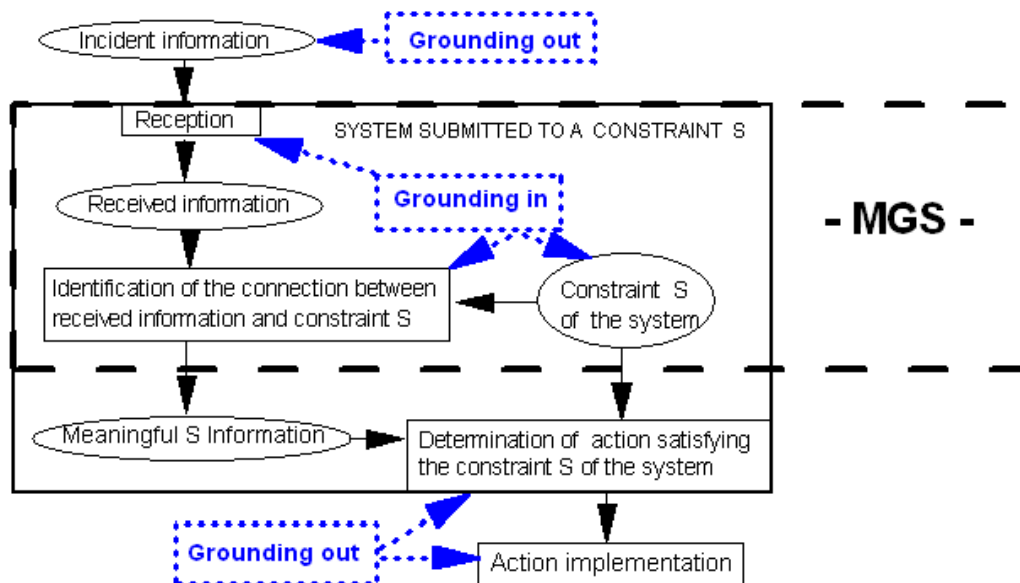 Incident information
Grounding out
Reception
SYSTEM SUBMITTED TO A CONSTRAINT S
Received information
Grounding in
- MGS -
Identification of the connection between
received information and constraint S
Constraint S
of the system
Meaningful S Information
Determination of action satisfying
the constraint S of the system
Grounding out
Action implementation